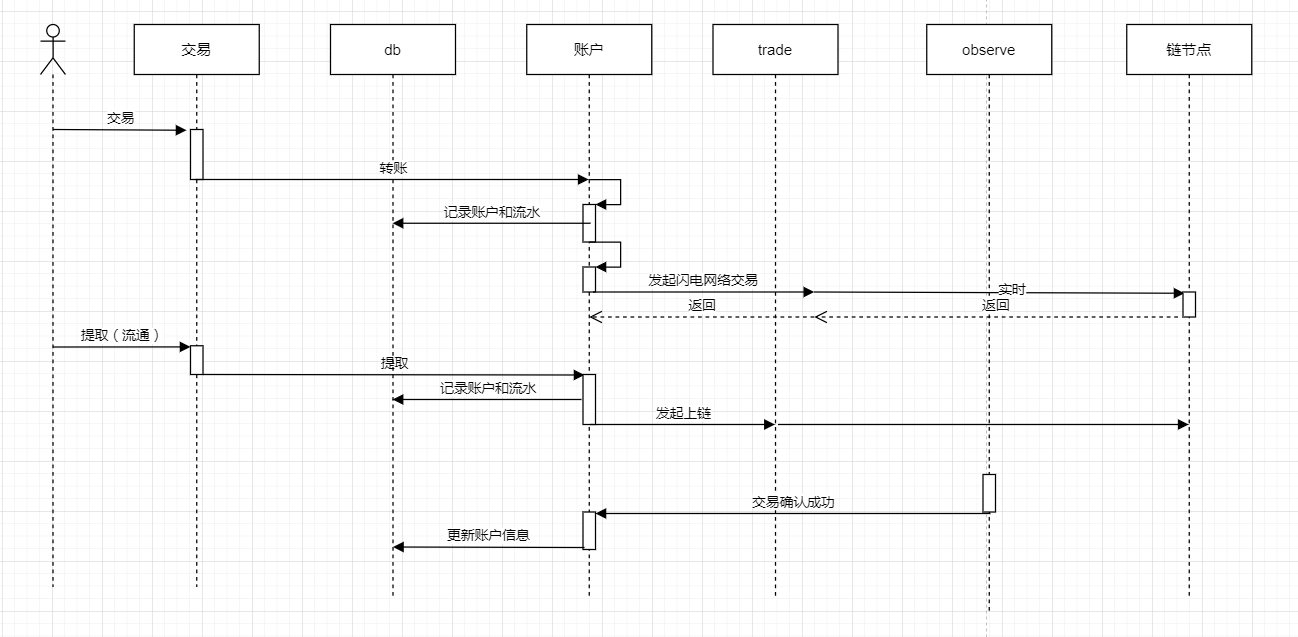 交易
db
账户
trade
observe
链节点
交易
转账
记录账户和流水
发起闪电网络交易
实时
返回
返回
提取（流通）
提取
记录账户和流水
发起上链
交易确认成功
更新账户信息